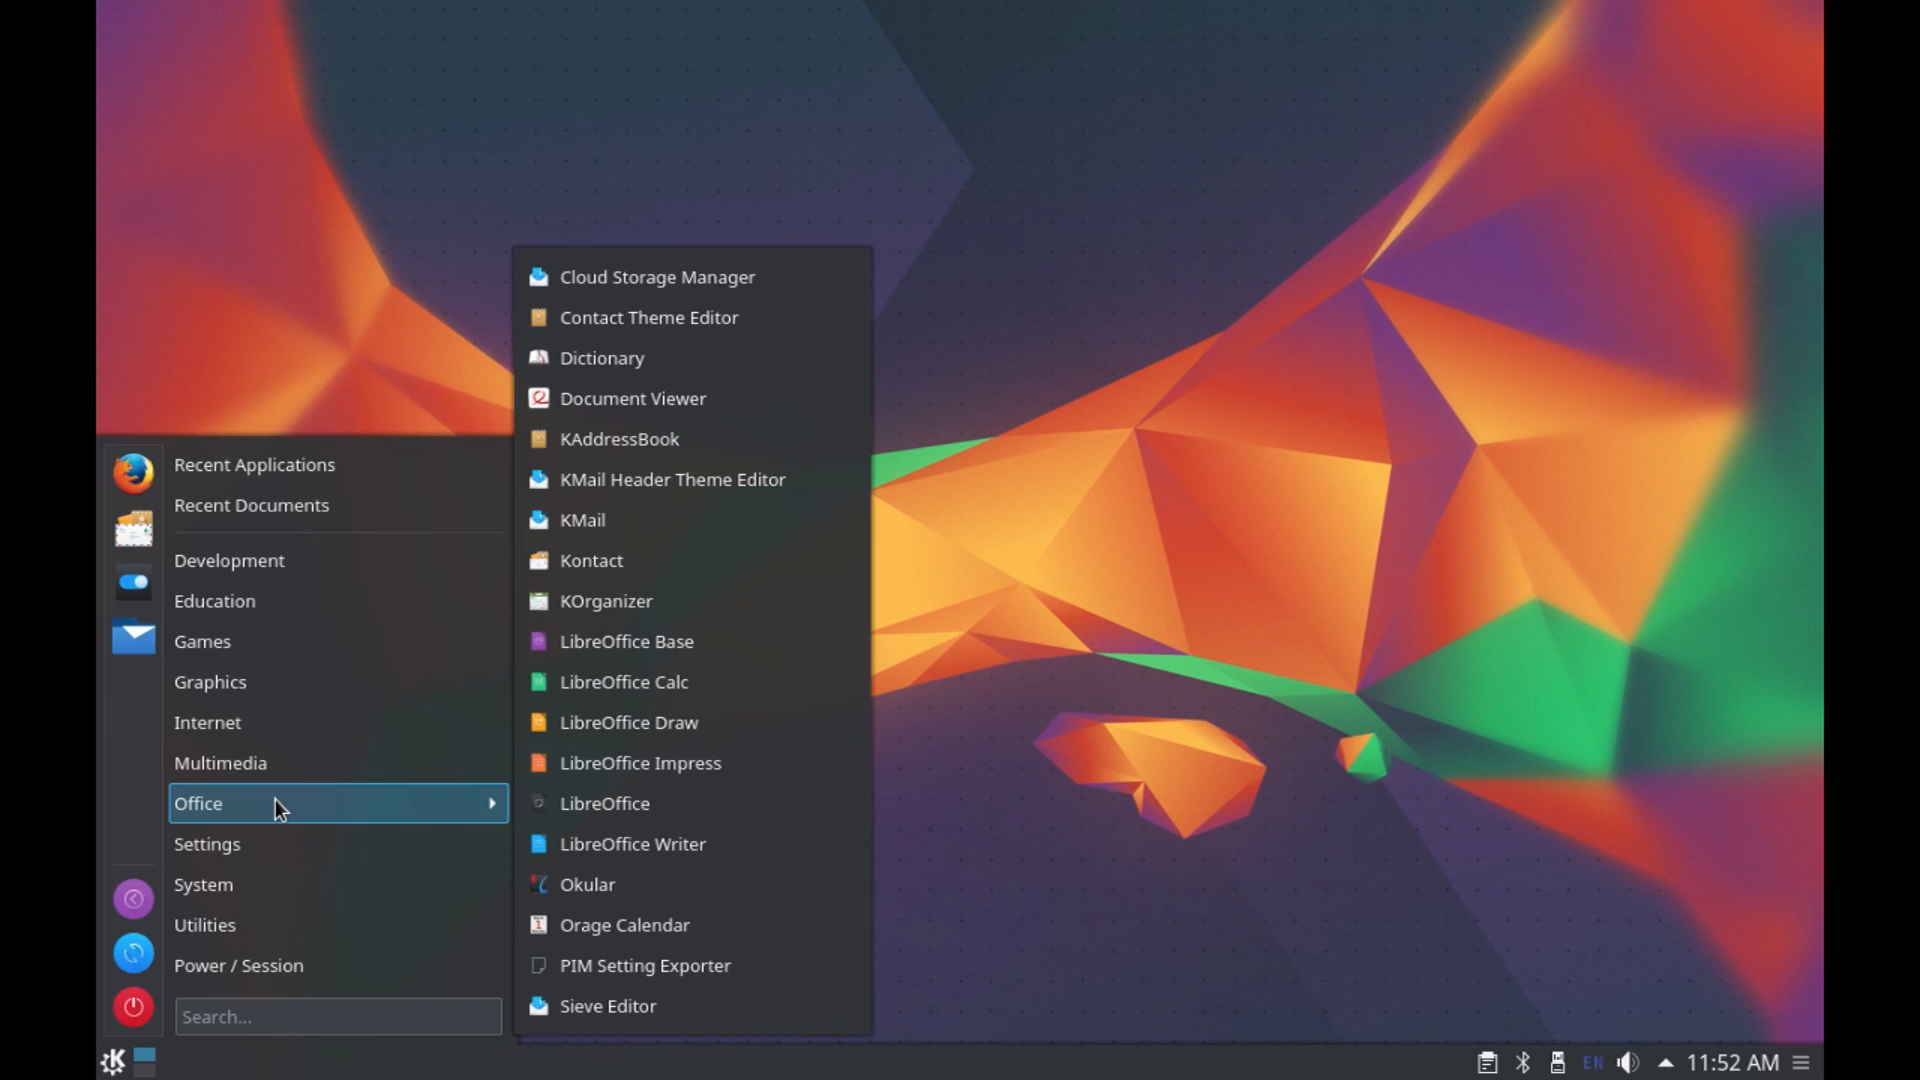 Cloud Storage Manager
Contact Theme Editor
Dictionary
Document Viewer
KAddressBook
KMail Header Theme Editor
KMail
Kontact
KOrganizer
LibreOffice Base
LibreOffice Calc
LibreOffice Draw
LibreOffice Impress
LibreOffice
LibreOffice Writer
Okular
Orage Calendar
PIM Setting Exporter
Sieve Editor
Recent Applications
Recent Documents
Development
Education
Games
Graphics
Internet
Multimedia
Office
Settings
System
Utilities
Power / Session
Search...
EN
11:52 AM